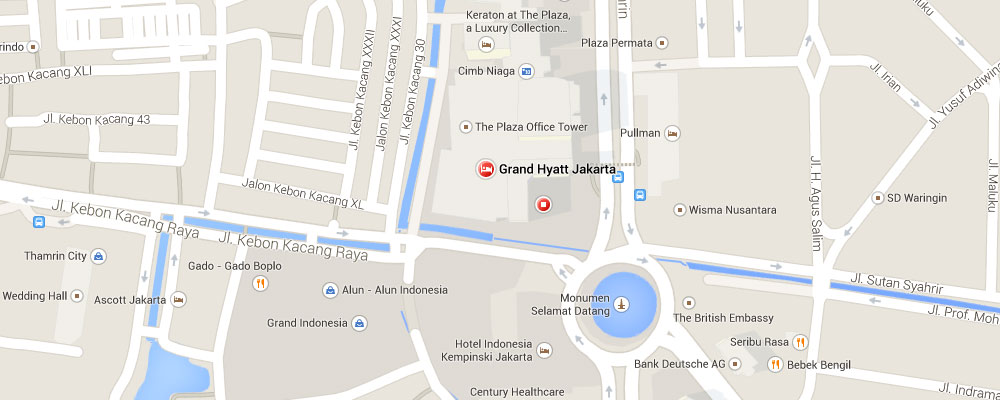 Keraton at The Plaza,
a Luxury Collection...
Plaza Permata
Cimb Niaga
Jl. Irian
Jl. Kebon Kacang XXXII
Jalon Kebon Kacang XXXI
Jl. Kebon Kacang 30
Kebon Kacang XLI
Jl. Kebon Kacang 43
The Plaza Office Tower
Pullman
Grand Hyatt Jakarta
Jl. H. Agus Salim
Jl. Maluku
SD Waringin
Jalon Kebon Kacang XL
Wisma Nusantara
Jl. Kebon Kacang Raya
Jl. Kebon Kacang Raya
Thamrin City
Gado - Gado Boplo
Jl. Sutan Syahrir
Wedding Hall
Ascott Jakarta
Alun - Alun Indonesia
Monumen
Selamat Datang
The British Embassy
Jl. Prof. Moh
Grand Indonesia
Seribu Rasa
Hotel Indonesia
Kempinski Jakarta
Bank Deutsche AG
Bebek Bengil
Century Healthcare
Jl. Indrama